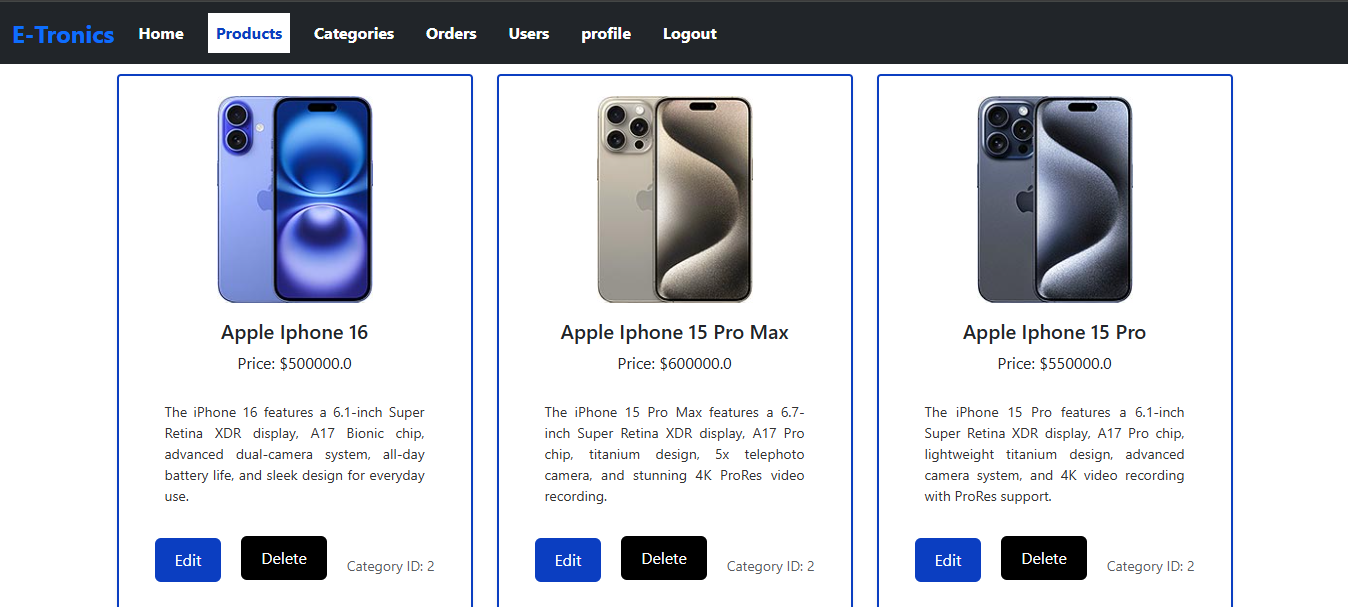 E-Tronics Home Products Categories Orders Users profile Logout
Apple Iphone 16
Price: $500000.0
The iPhone 16 features a 6.1-inch Super
Retina XDR display, A17 Bionic chip,
advanced dual-camera system, all-day
battery life, and sleek design for everyday
use.
Edit Delete Category ID: 2
Apple Iphone 15 Pro Max
Price: $600000.0
The iPhone 15 Pro Max features a 6.7-
inch Super Retina XDR display, A17 Pro
chip, titanium design, 5x telephoto
camera, and stunning 4K ProRes video
recording.
Edit Delete Category ID: 2
Apple Iphone 15 Pro
Price: $550000.0
The iPhone 15 Pro features a 6.1-inch
Super Retina XDR display, A17 Pro chip,
lightweight titanium design, advanced
camera system, and 4K video recording
with ProRes support.
Edit Delete Category ID: 2